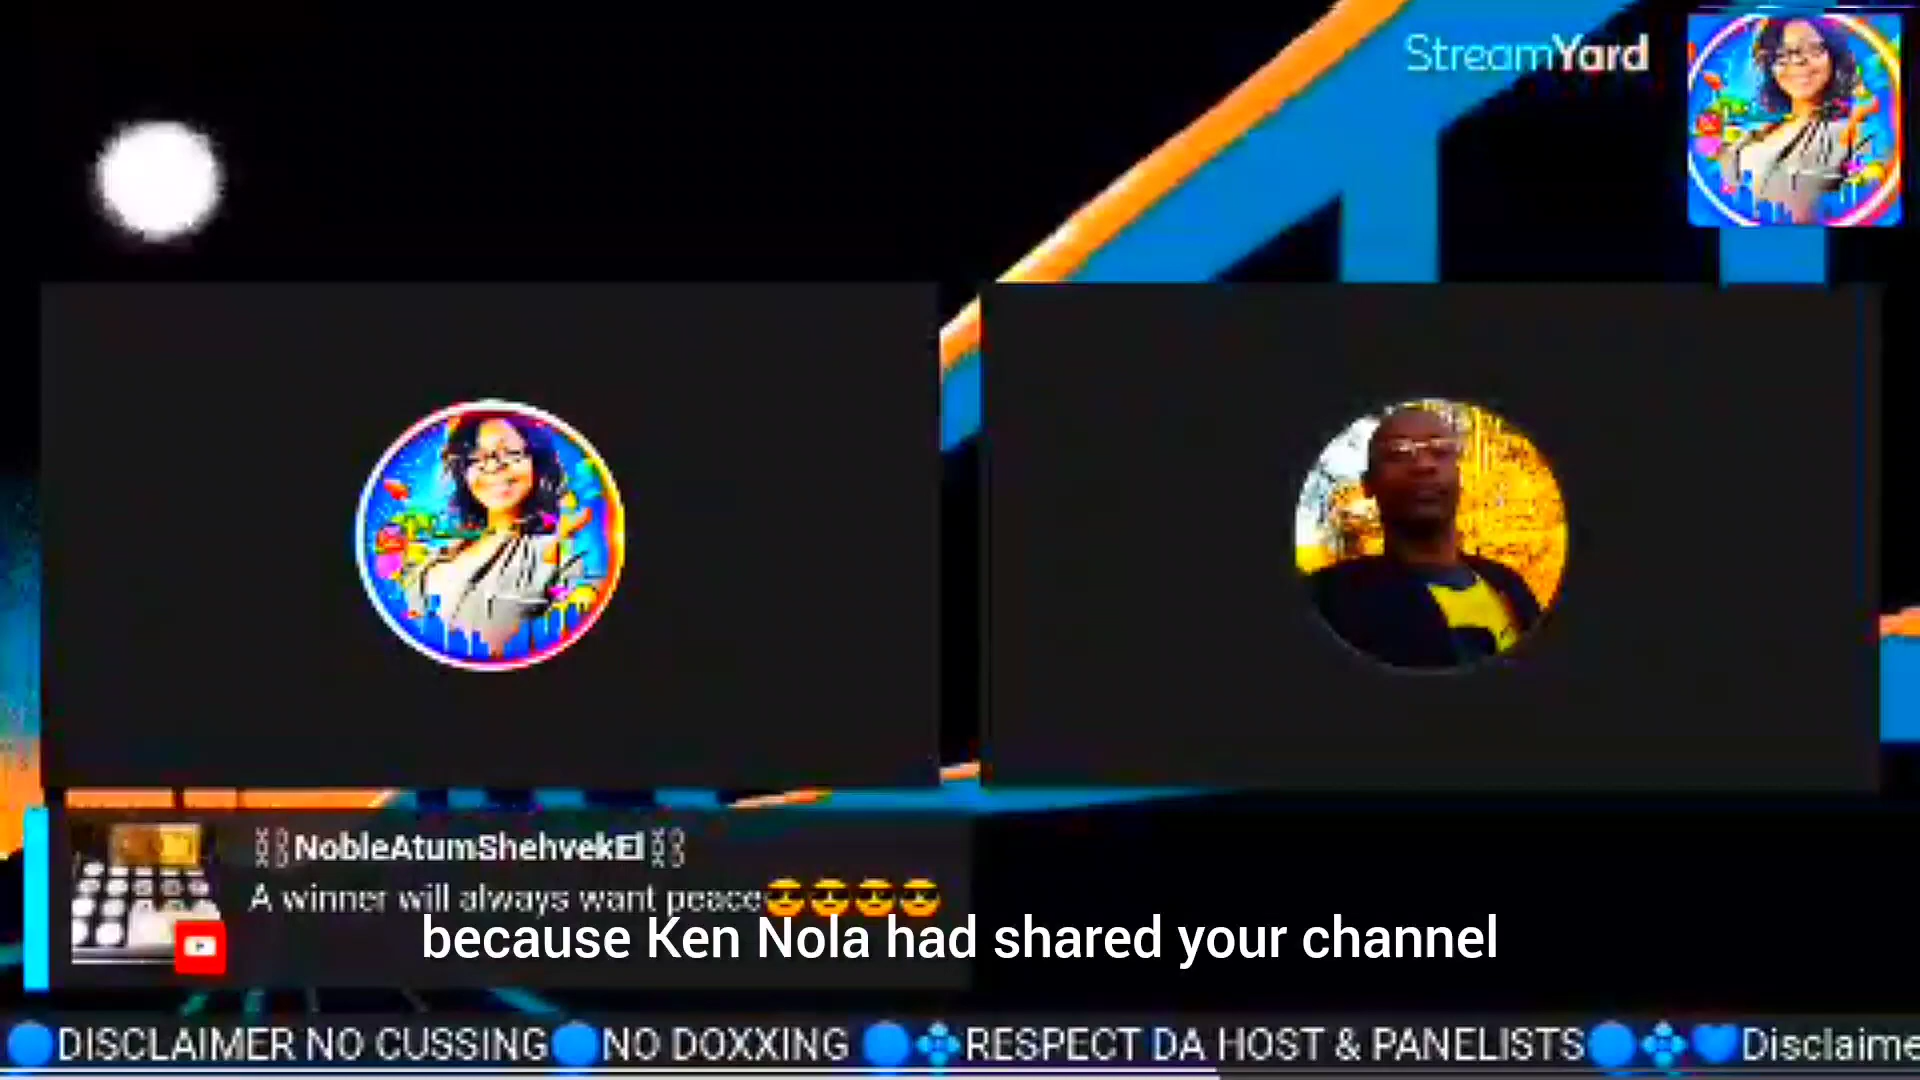 StreamYard
⛓NobleAtumShehvekEl⛓
A winner will always want peace😎😎😎😎
because Ken Nola had shared your channel
🔵DISCLAIMER NO CUSSING🔵NO DOXXING 🔵💠RESPECT DA HOST & PANELISTS🔵💠💙Disclaime